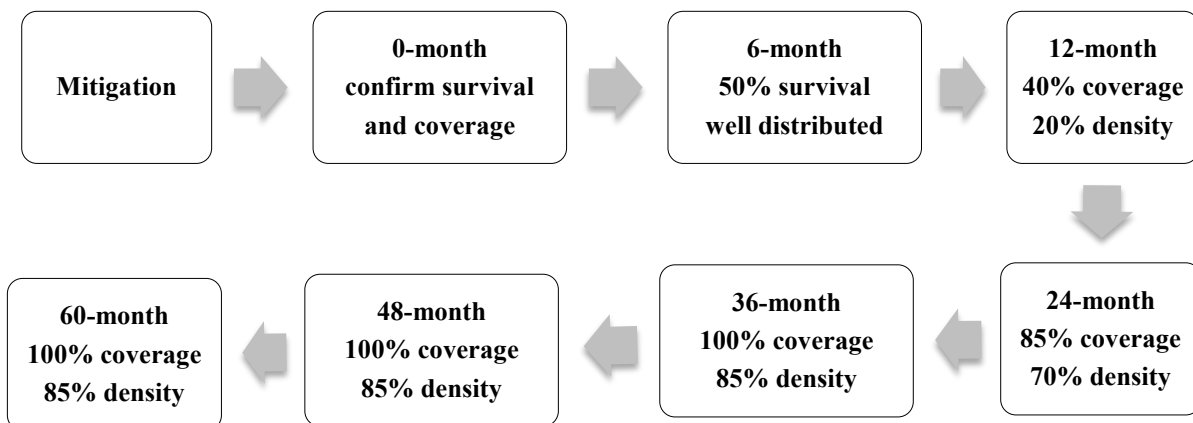 Mitigation
0-month
confirm survival
and coverage
6-month
50% survival
well distributed
12-month
40% coverage
20% density
24-month
85% coverage
70% density
36-month
100% coverage
85% density
48-month
100% coverage
85% density
60-month
100% coverage
85% density